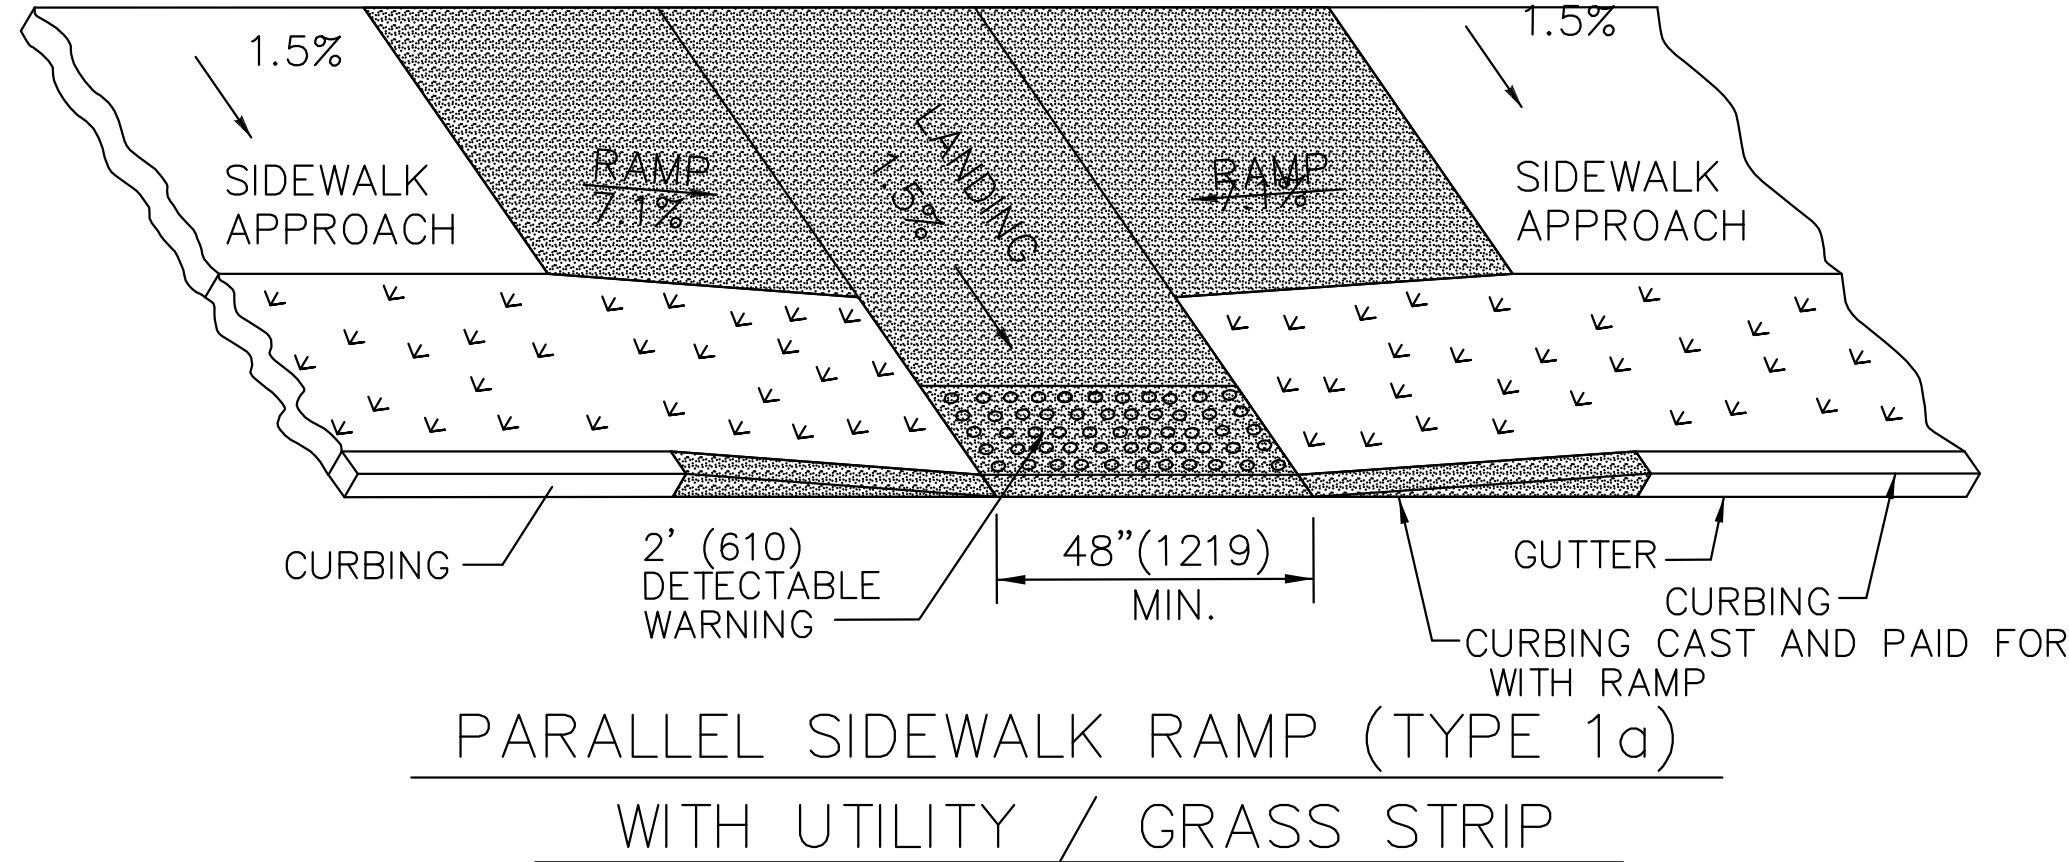 1.5%
1.5%
SIDEWALK
APPROACH
RAMP
7.1%
LANDING
1.5%
RAMP
7.1%
SIDEWALK
APPROACH
CURBING
2' (610)
DETECTABLE
WARNING
48"(1219)
MIN.
GUTTER
CURBING
CURBING CAST AND PAID FOR
WITH RAMP
PARALLEL SIDEWALK RAMP (TYPE 1a)
WITH UTILITY / GRASS STRIP